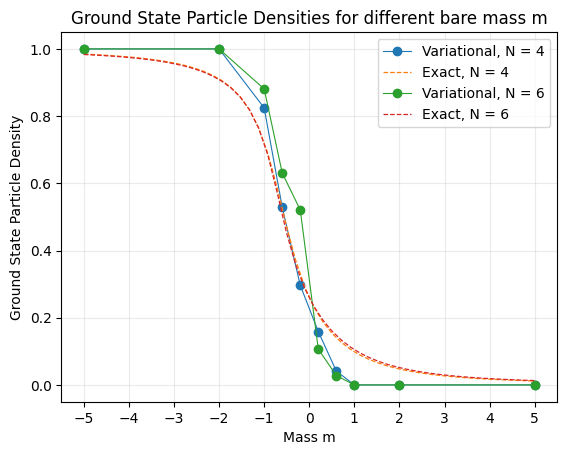 Ground State Particle Densities for different bare mass m
Variational, N = 4
Exact, N = 4
Variational, N = 6
Exact, N = 6
Ground State Particle Density
1.0
0.8
0.6
0.4
0.2
0.0
−5 −4 −3 −2 −1 0 1 2 3 4 5
Mass m